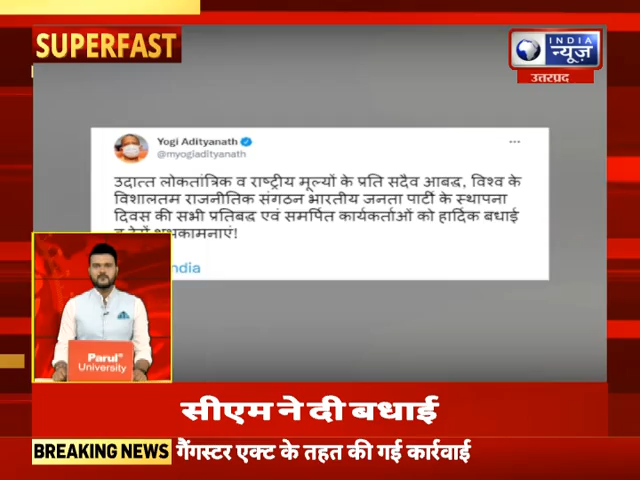 SUPERFAST
INDIA
न्यूज़
उत्तरप्रद
Yogi Adityanath
@myogiadityanath
उदात्त लोकतांत्रिक व राष्ट्रीय मूल्यों के प्रति सदैव आबद्ध, विश्व के
विशालतम राजनीतिक संगठन भारतीय जनता पार्टी के स्थापना
दिवस की सभी प्रतिबद्ध एवं समर्पित कार्यकर्ताओं को हार्दिक बधाई
शुभकामनाएं!
ndia
Parul®
University
सीएम ने दी बधाई
BREAKING NEWS गैंगस्टर एक्ट के तहत की गई कार्रवाई